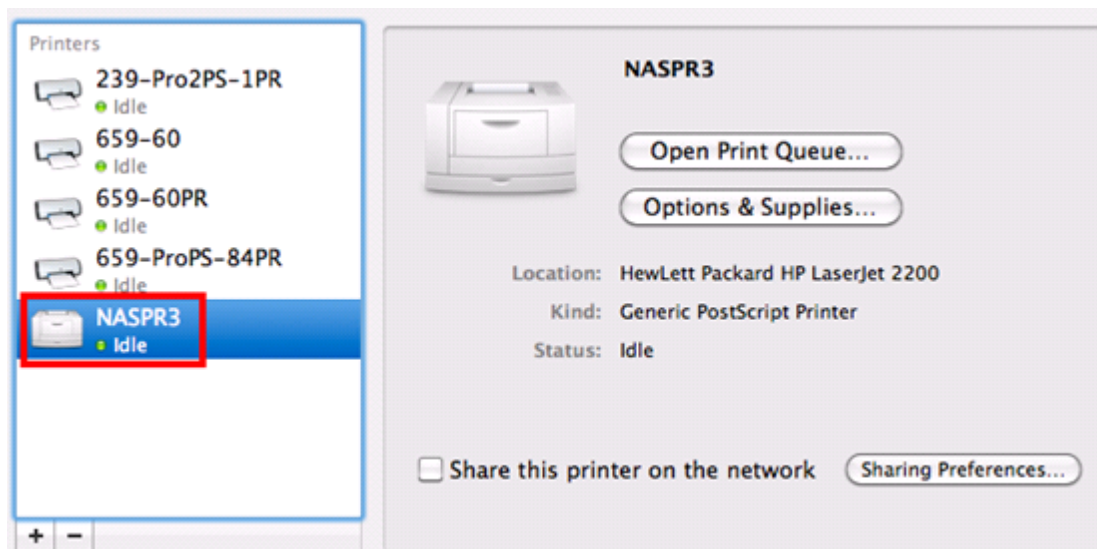 Printers
239-Pro2PS-1PR
Idle
659-60
Idle
659-60PR
Idle
659-ProPS-84PR
Idle
NASPR3
Idle
+ −
NASPR3
Open Print Queue...
Options & Supplies...
Location: HewLett Packard HP LaserJet 2200
Kind: Generic PostScript Printer
Status: Idle
Share this printer on the network Sharing Preferences...